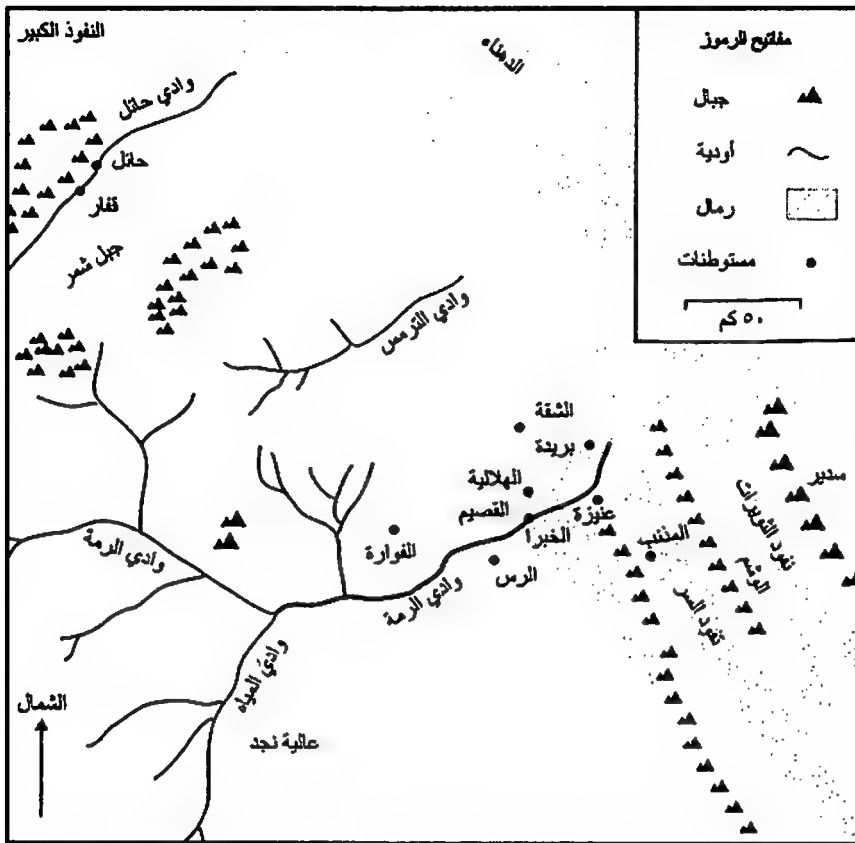 النفوذ الكبير
الدهناء
مفاتيح الرموز
جبال
أودية
رمال
مستوطنات
٥٠ كم
وادي حائل
حائل
قفار
جبل شمر
وادي الترمس
الشقة
بريدة
الهلالية
القصيم
الخبرا
عنيزة
الفوارة
الرس
المذنب
سدير
نفود الثويرات
الوشم
نفود السر
وادي الرمة
وادي الرمة
وادي المياه
عالية نجد
الشمال